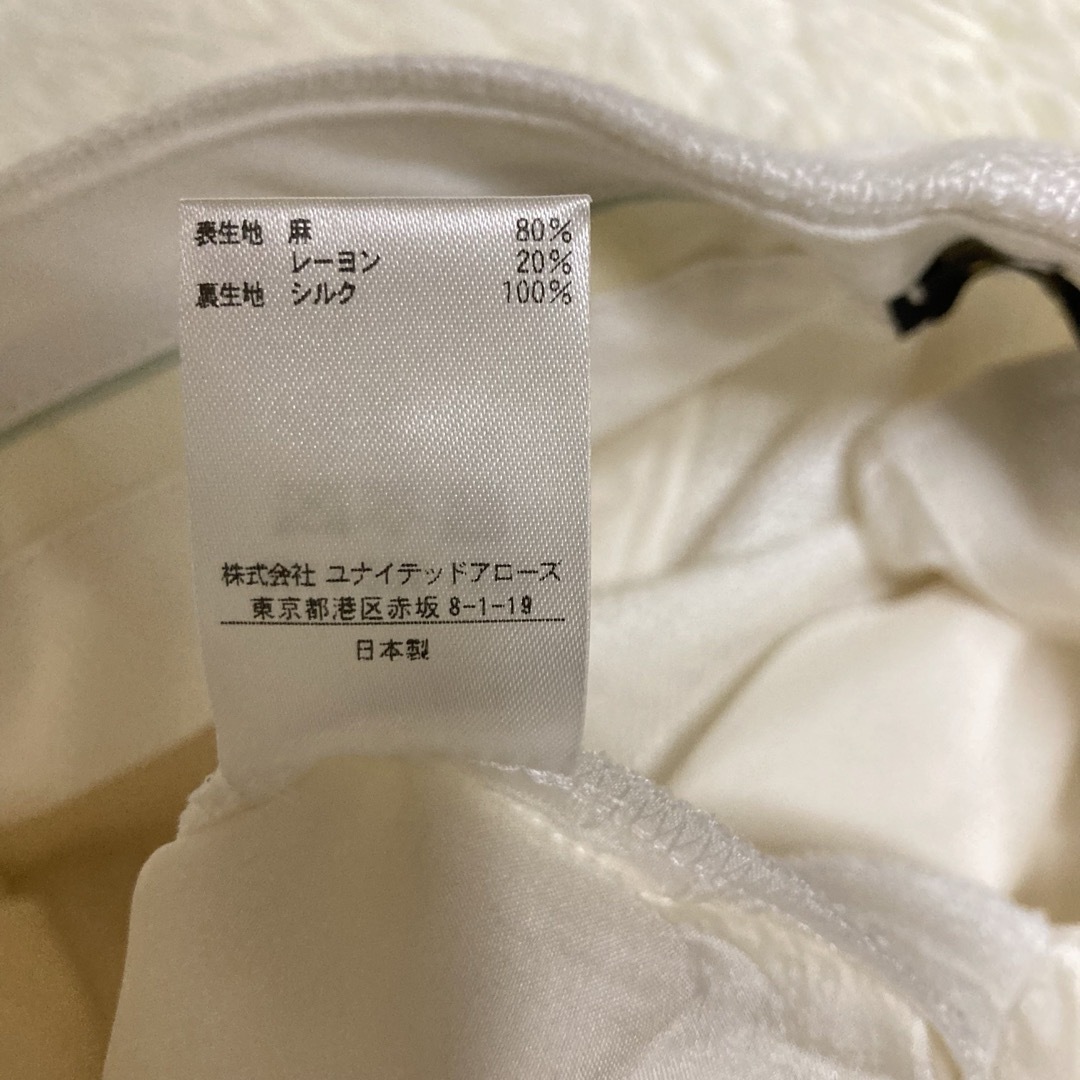 表生地 麻 80%
レーヨン 20%
裏生地 シルク 100%
株式会社 ユナイテッドアローズ
東京都港区赤坂 8-1-19
日本製